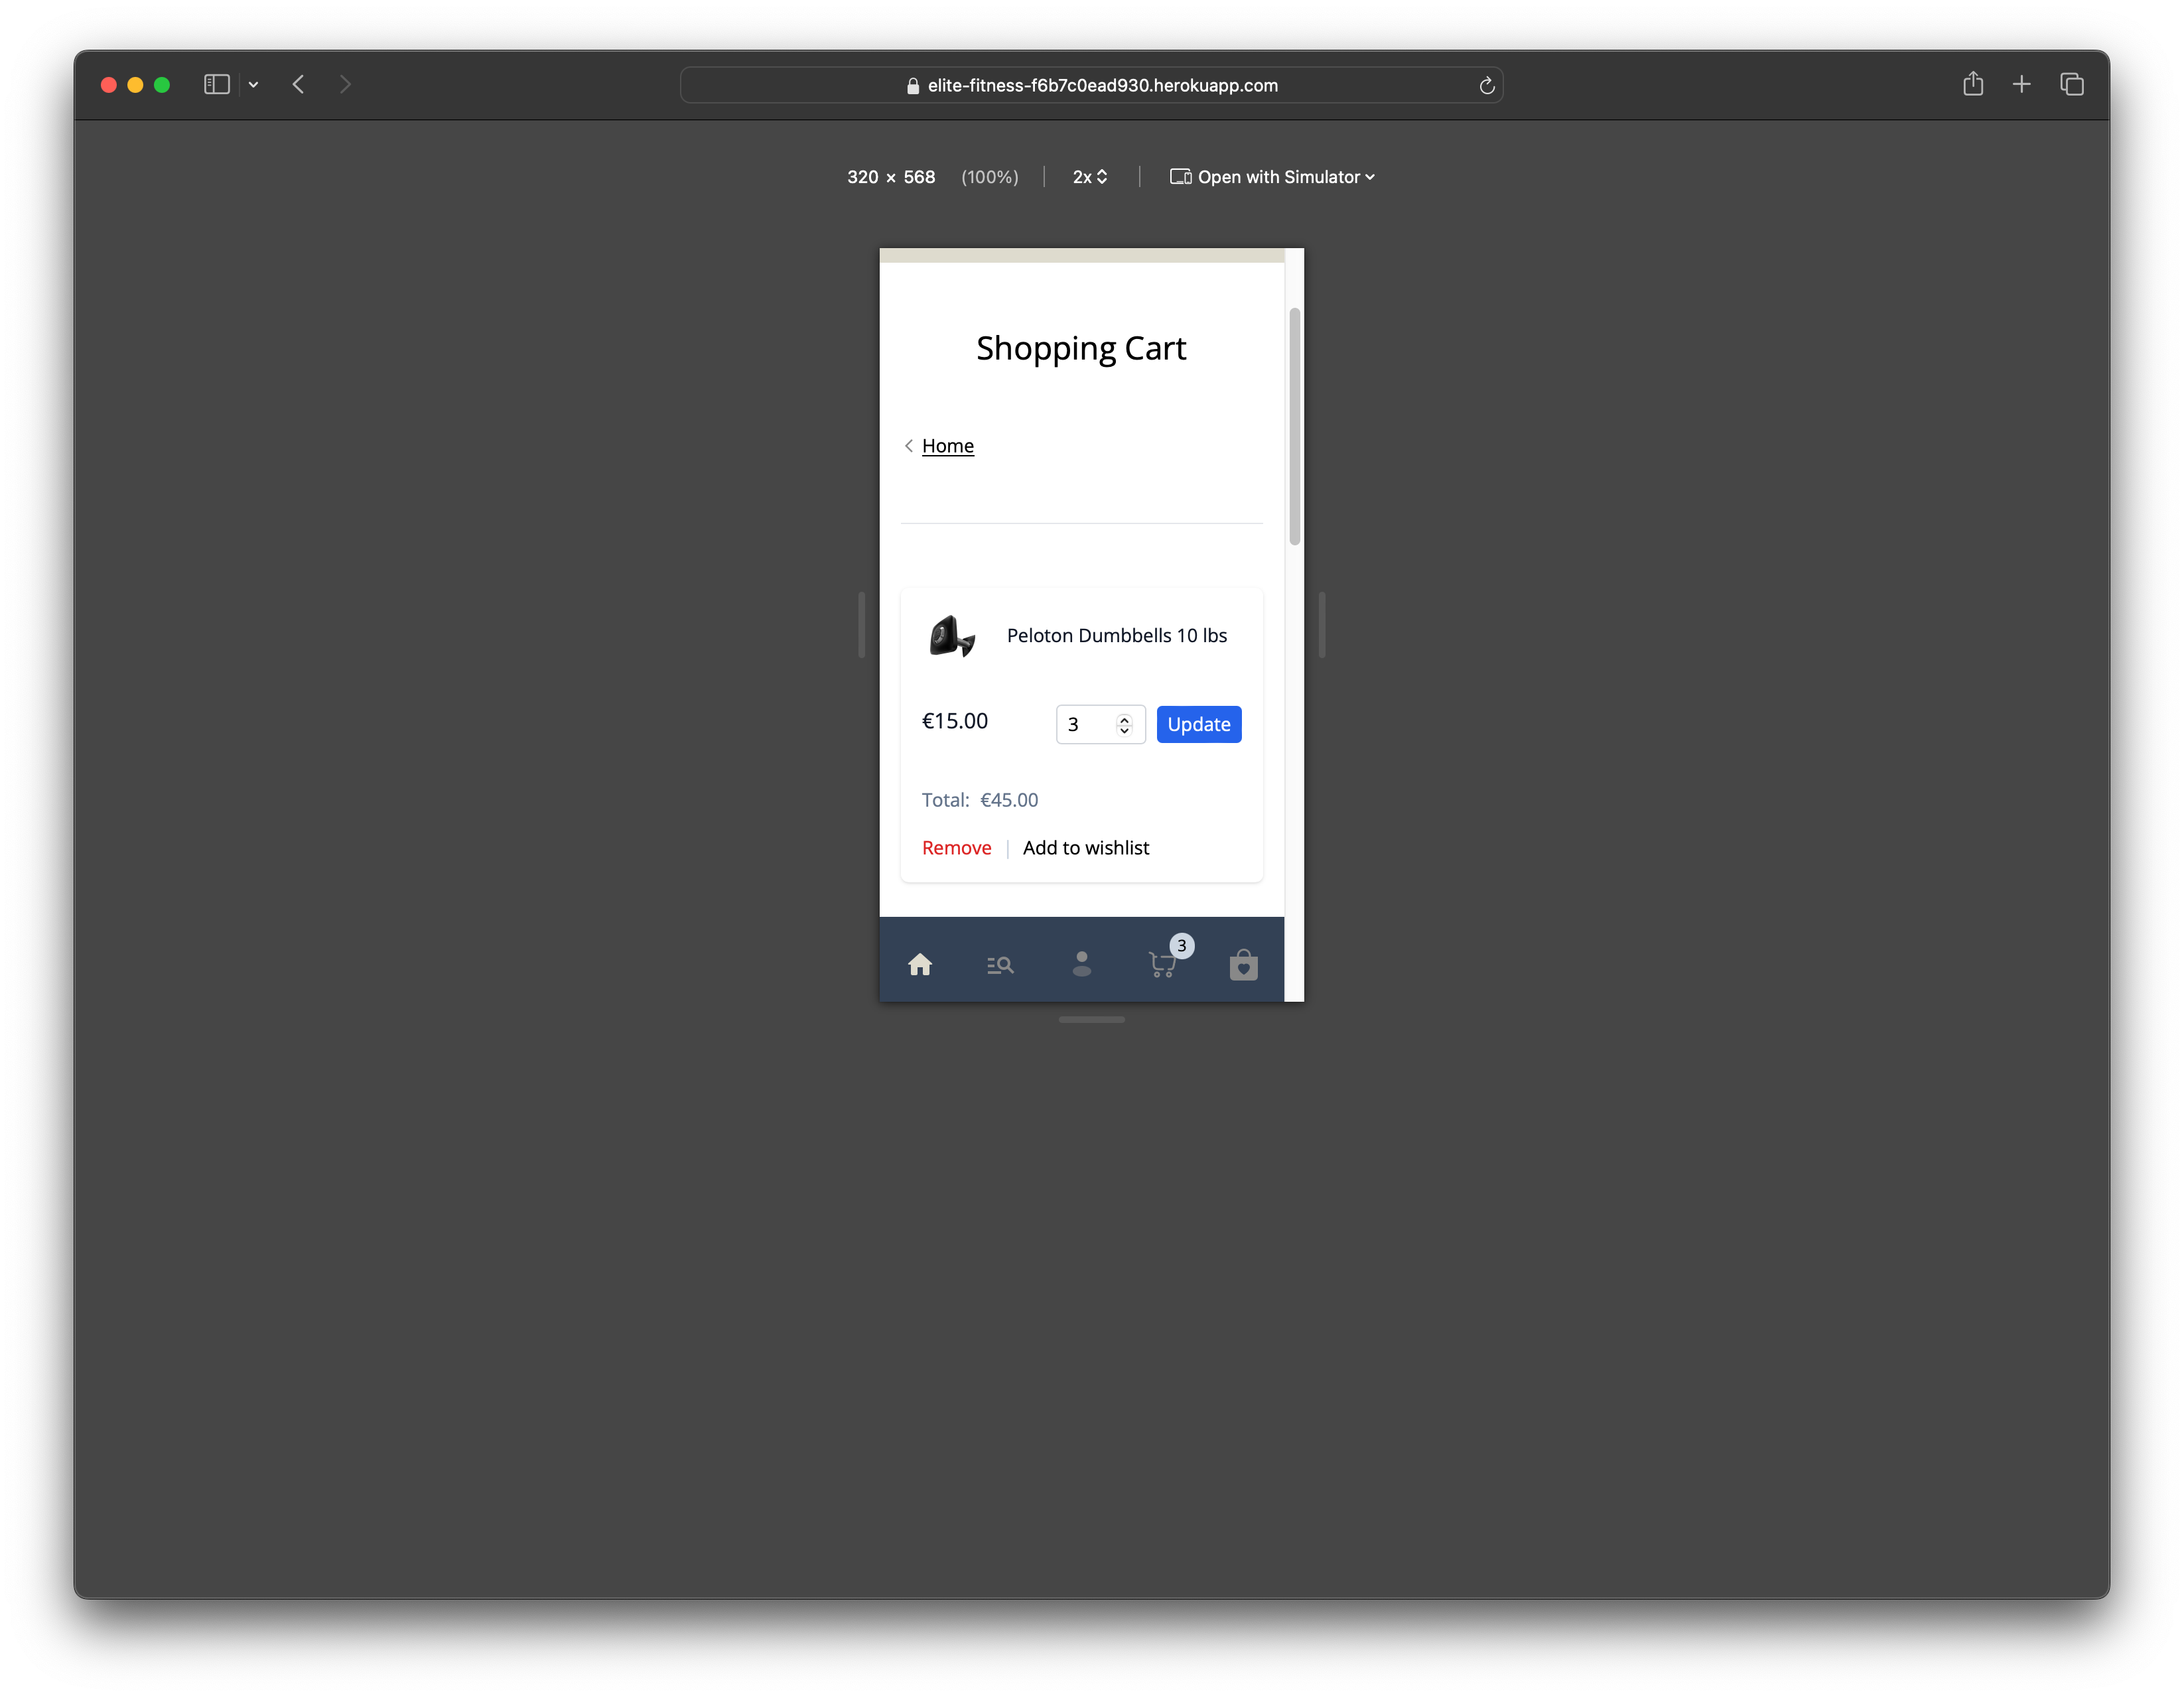 elite-fitness-f6b7c0ead930.herokuapp.com
320 × 568 (100%) 2x Open with Simulator
Shopping Cart
Home
Peloton Dumbbells 10 lbs
€15.00 3 Update
Total: €45.00
Remove | Add to wishlist
3